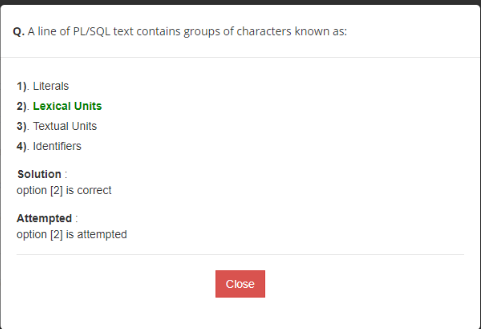 Q. A line of PL/SQL text contains groups of characters known as:
1). Literals
2). Lexical Units
3). Textual Units
4). Identifiers
Solution :
option [2] is correct
Attempted :
option [2] is attempted
Close